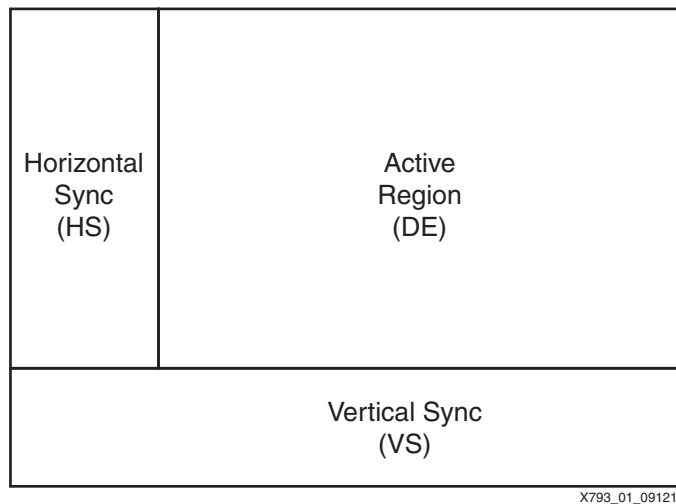 Horizontal
Sync
(HS)
Active
Region
(DE)
Vertical Sync
(VS)
X793_01_09121